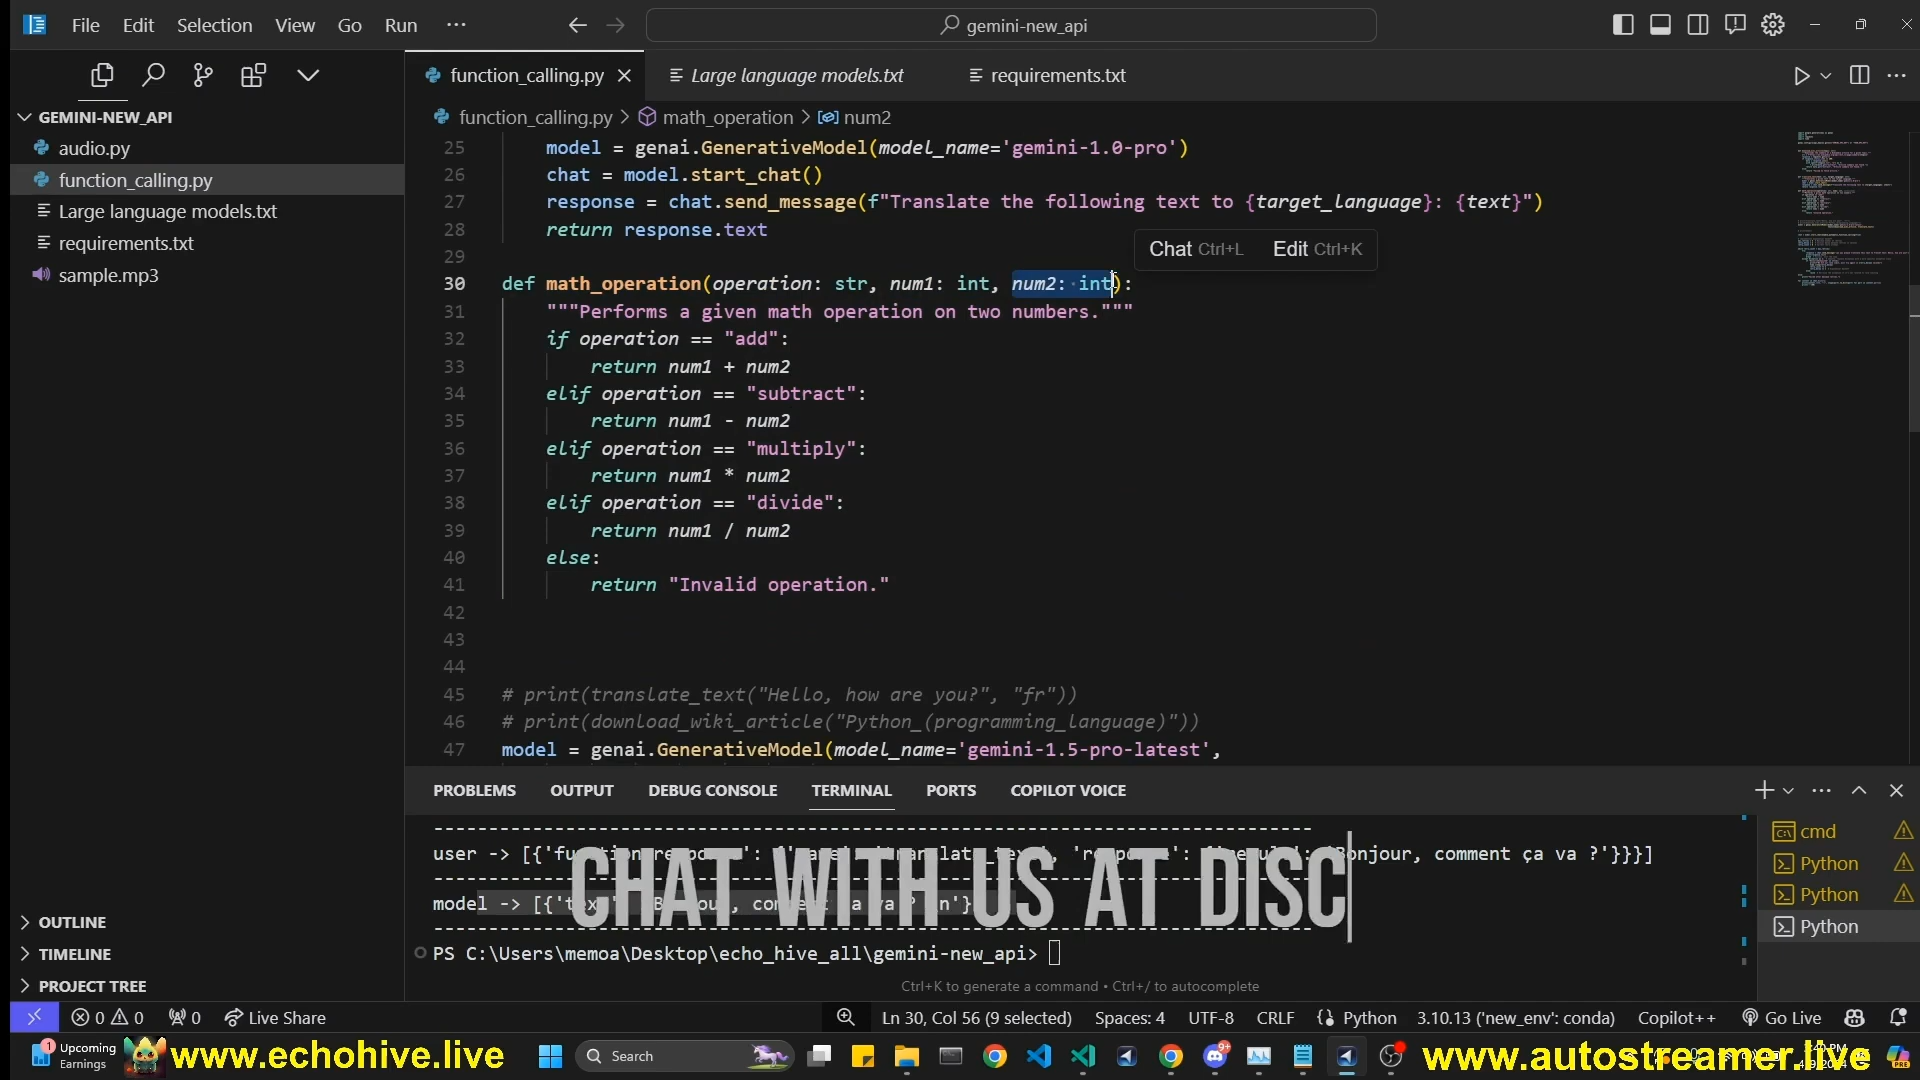 File Edit Selection View Go Run ···
gemini-new_api
function_calling.py
Large language models.txt
requirements.txt
GEMINI-NEW_API
audio.py
function_calling.py
Large language models.txt
requirements.txt
sample.mp3
OUTLINE
TIMELINE
PROJECT TREE
function_calling.py > math_operation > num2
25 model = genai.GenerativeModel(model_name='gemini-1.0-pro')
26 chat = model.start_chat()
27 response = chat.send_message(f"Translate the following text to {target_language}: {text}")
28 return response.text
Chat Ctrl+L Edit Ctrl+K
29
30 def math_operation(operation: str, num1: int, num2: int):
31 """Performs a given math operation on two numbers."""
32 if operation == "add":
33 return num1 + num2
34 elif operation == "subtract":
35 return num1 - num2
36 elif operation == "multiply":
37 return num1 * num2
38 elif operation == "divide":
39 return num1 / num2
40 else:
41 return "Invalid operation."
42
43
44
45 # print(translate_text("Hello, how are you?", "fr"))
46 # print(download_wiki_article("Python_(programming_language)"))
47 model = genai.GenerativeModel(model_name='gemini-1.5-pro-latest',
PROBLEMS OUTPUT DEBUG CONSOLE TERMINAL PORTS COPILOT VOICE
user -> [{'function_response':
'Bonjour, comment ça va ?'}}}]
CHAT WITH US AT DISC
model -> [{'text'
PS C:\Users\memoa\Desktop\echo_hive_all\gemini-new_api>
Ctrl+K to generate a command • Ctrl+/ to autocomplete
cmd
Python
Python
Python
0 0 0 Live Share
Ln 30, Col 56 (9 selected) Spaces: 4 UTF-8 CRLF Python 3.10.13 ('new_env': conda) Copilot++ Go Live
1 Upcoming
Earnings
www.echohive.live
Search
9+
www.autostreamer.live